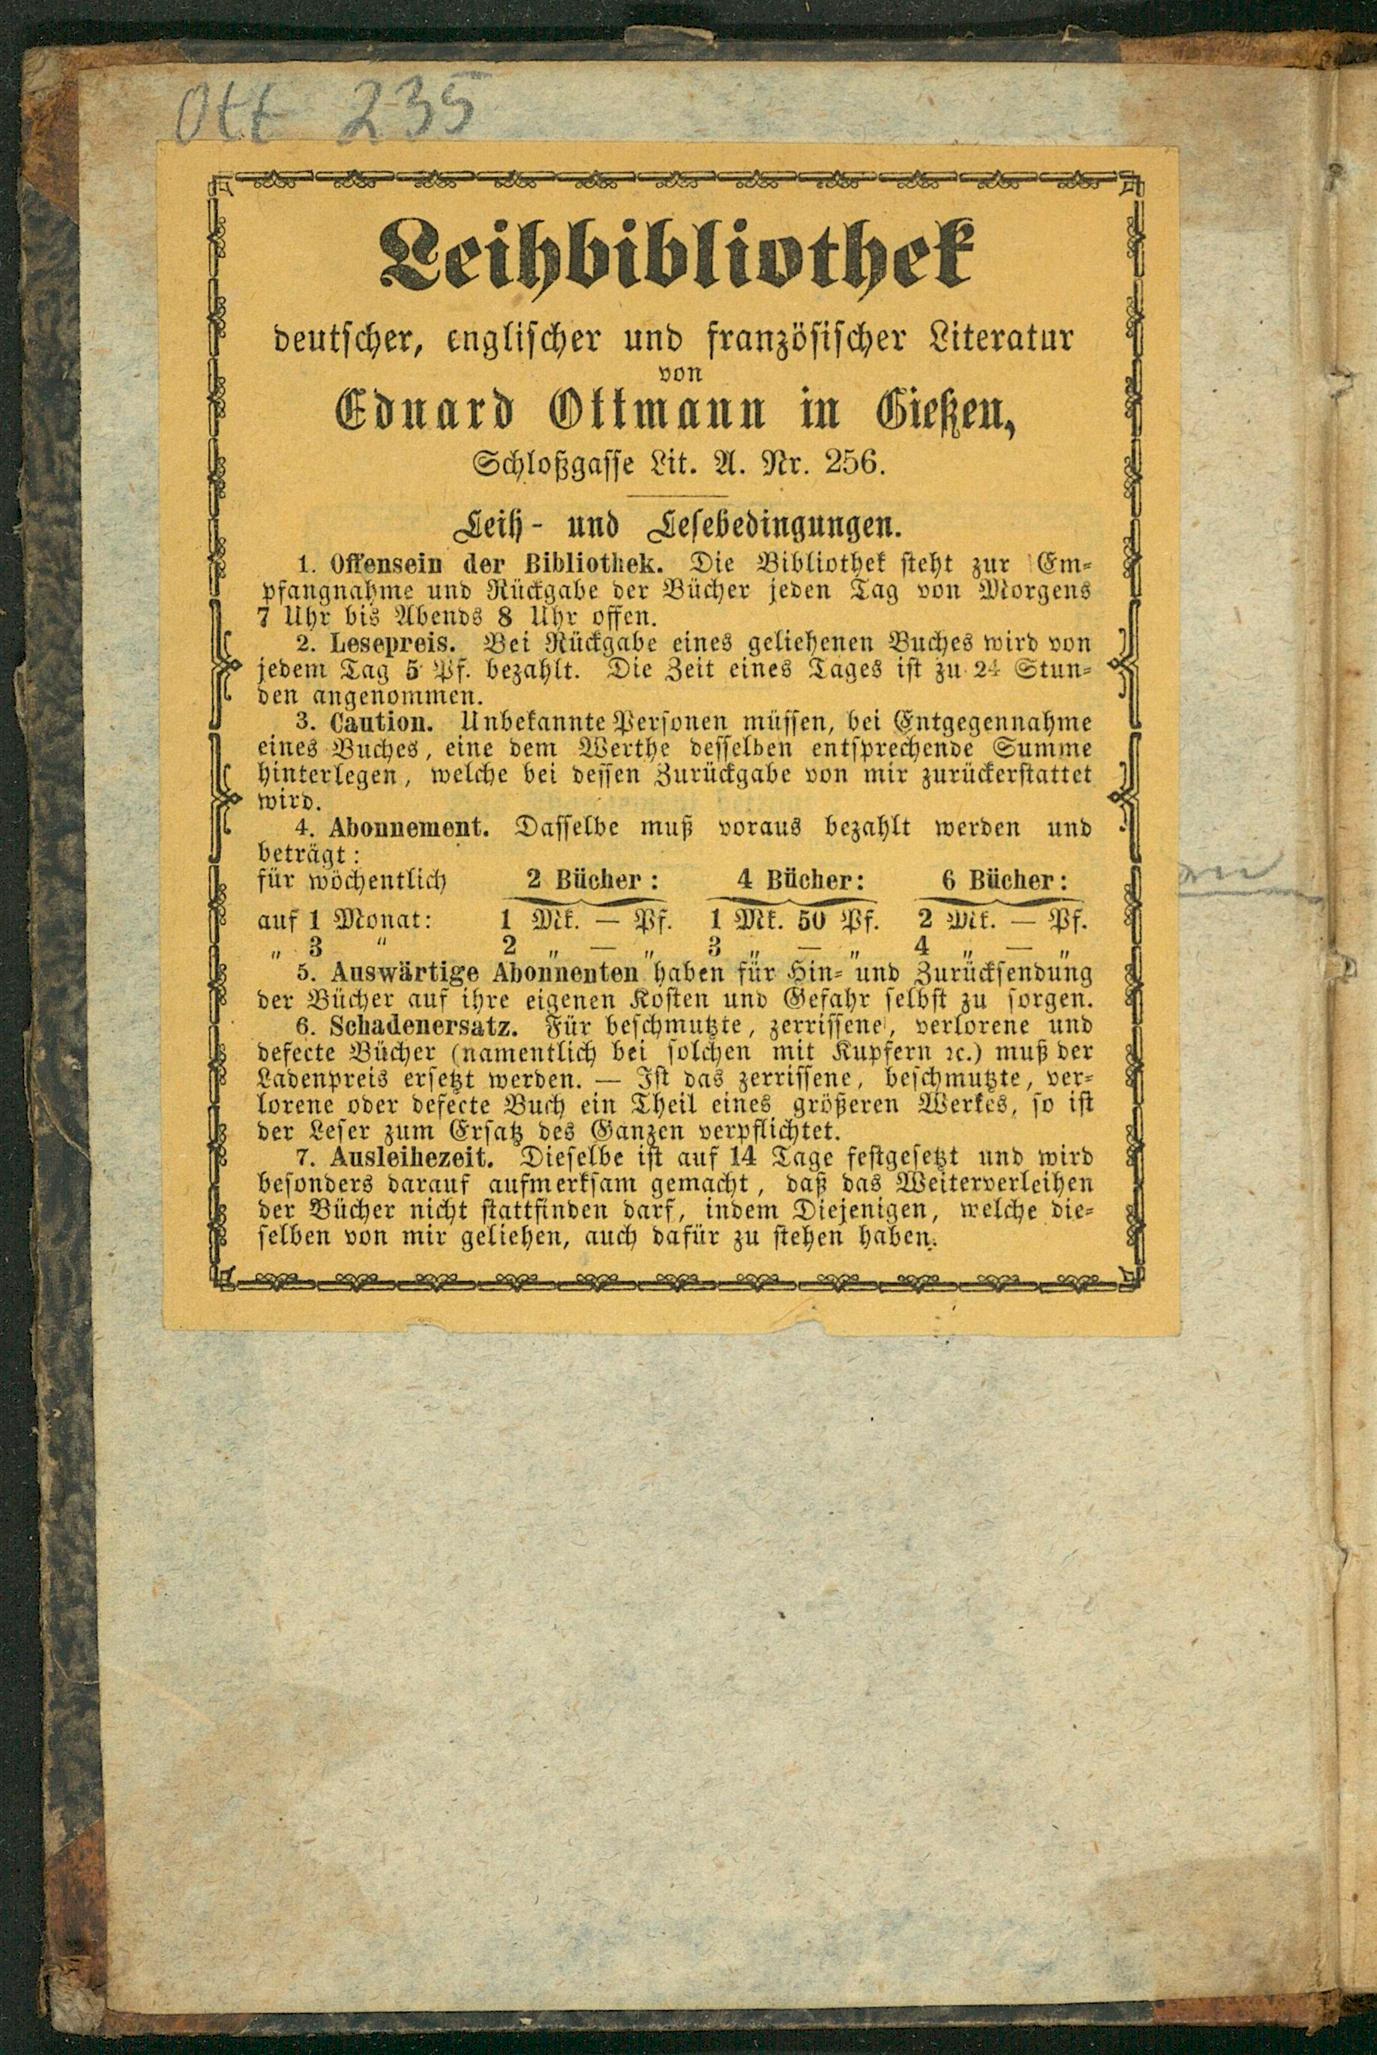 Ott 235
Leihbibliothek
deutscher, englischer und französischer Literatur
von
Eduard Ottmann in Gießen,
Schloßgasse Lit. A. Nr. 256.
Leih- und Lesebedingungen.
1. Offensein der Bibliothek. Die Bibliothek steht zur Em-
pfangnahme und Rückgabe der Bücher jeden Tag von Morgens
7 Uhr bis Abends 8 Uhr offen.
2. Lesepreis. Bei Rückgabe eines geliehenen Buches wird von
jedem Tag 5 Pf. bezahlt. Die Zeit eines Tages ist zu 24 Stun-
den angenommen.
3. Caution. Unbekannte Personen müssen, bei Entgegennahme
eines Buches, eine dem Werthe desselben entsprechende Summe
hinterlegen, welche bei dessen Zurückgabe von mir zurückerstattet
wird.
4. Abonnement. Dasselbe muß voraus bezahlt werden und
beträgt:
für wöchentlich 2 Bücher: 4 Bücher: 6 Bücher:
auf 1 Monat: 1 Mk. — Pf. 1 Mk. 50 Pf. 2 Mk. — Pf.
„ 3 „ 2 „ — „ 3 „ — „ 4 „ — „
5. Auswärtige Abonnenten haben für Hin- und Zurücksendung
der Bücher auf ihre eigenen Kosten und Gefahr selbst zu sorgen.
6. Schadenersatz. Für beschmutzte, zerrissene, verlorene und
defecte Bücher (namentlich bei solchen mit Kupfern ꝛc.) muß der
Ladenpreis ersetzt werden. — Ist das zerrissene, beschmutzte, ver-
lorene oder defecte Buch ein Theil eines größeren Werkes, so ist
der Leser zum Ersatz des Ganzen verpflichtet.
7. Ausleihezeit. Dieselbe ist auf 14 Tage festgesetzt und wird
besonders darauf aufmerksam gemacht, daß das Weiterverleihen
der Bücher nicht stattfinden darf, indem Diejenigen, welche die-
selben von mir geliehen, auch dafür zu stehen haben.